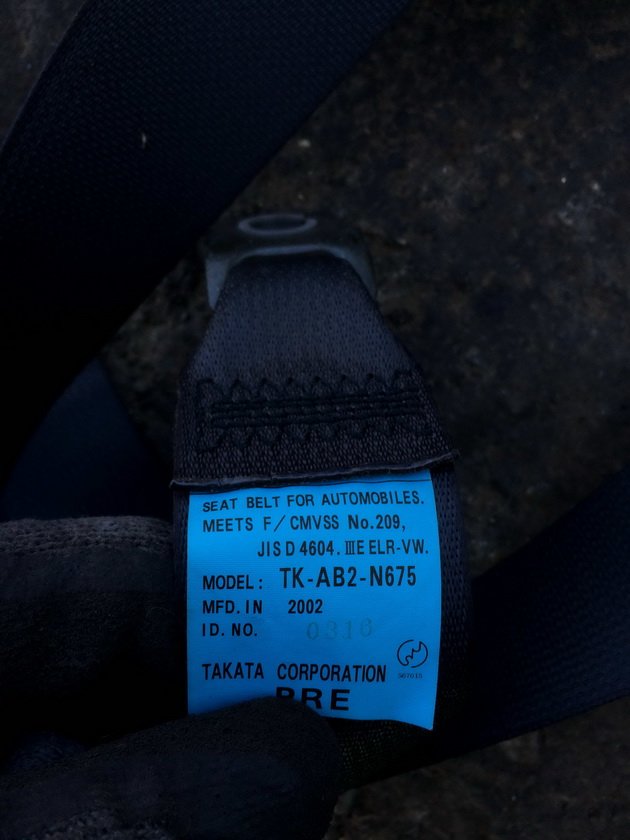 SEAT BELT FOR AUTOMOBILES.
MEETS F/CMVSS No.209,
JIS D 4604. ⅢE ELR-VW.
MODEL: TK-AB2-N675
MFD. IN 2002
ID. NO. 0316
TAKATA CORPORATION
PRE